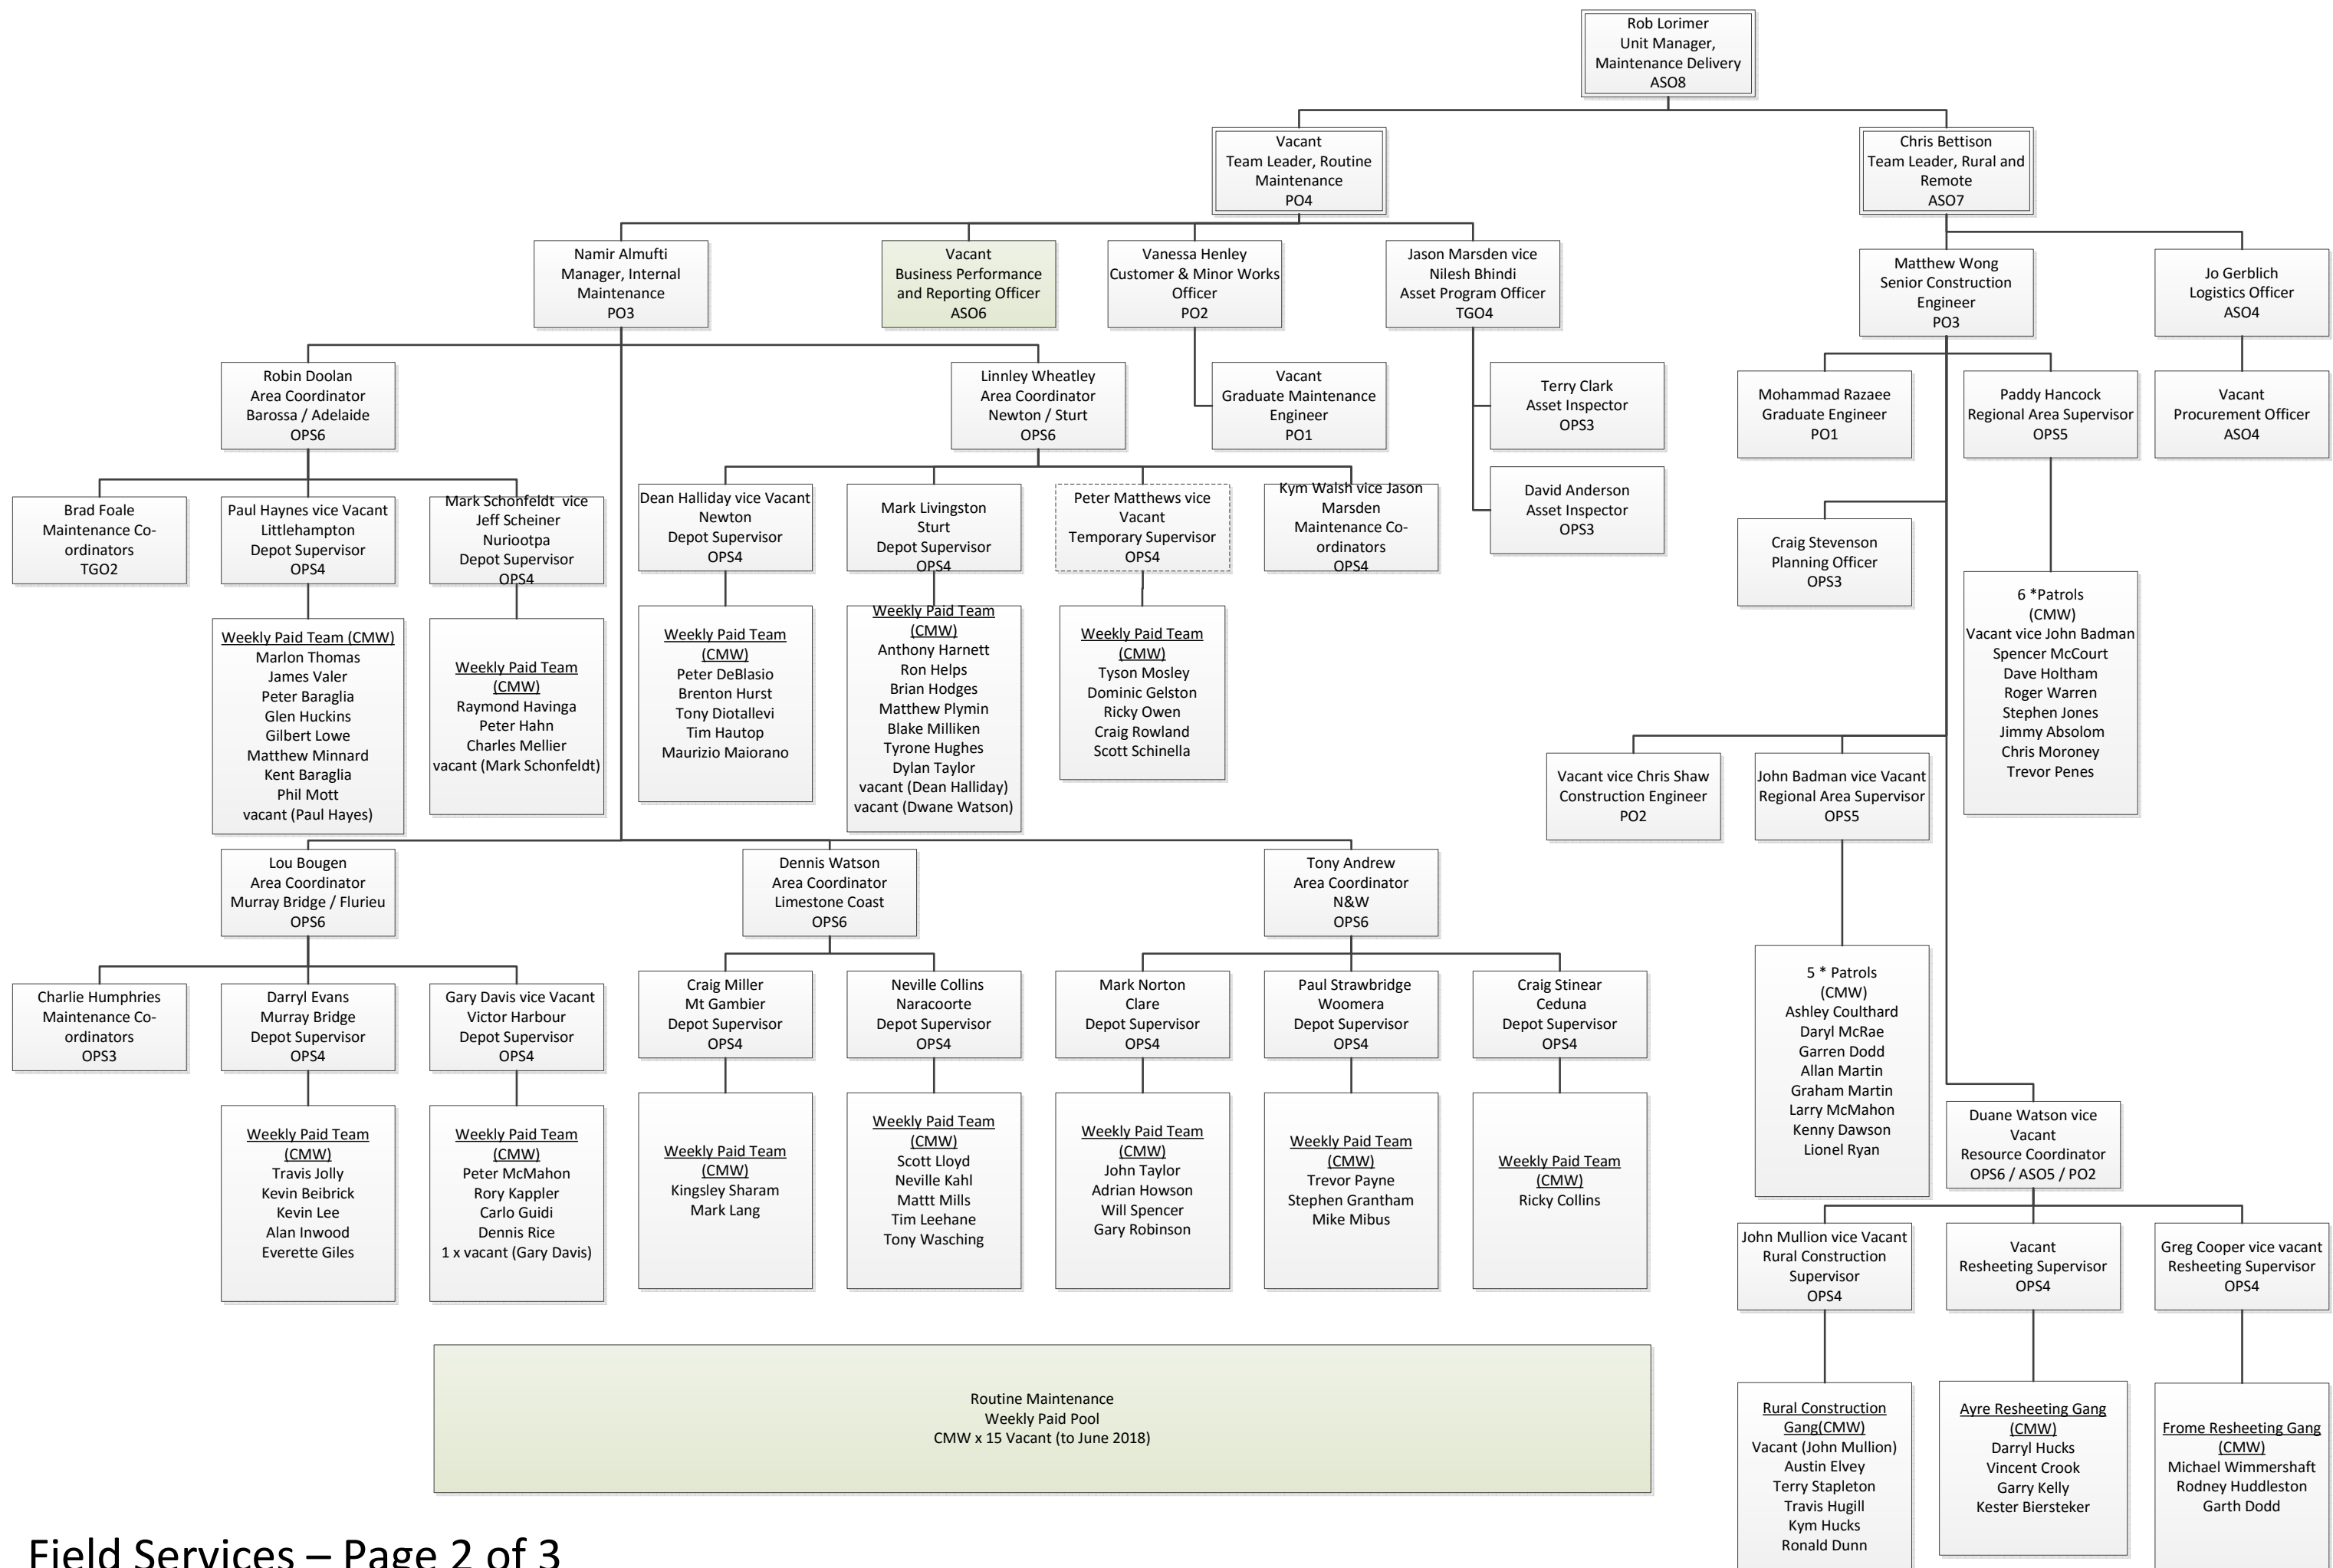 Rob Lorimer
Unit Manager,
Maintenance Delivery
ASO8
Vacant
Team Leader, Routine
Maintenance
PO4
Chris Bettison
Team Leader, Rural and
Remote
ASO7
Namir Almufti
Manager, Internal
Maintenance
PO3
Vacant
Business Performance
and Reporting Officer
ASO6
Vanessa Henley
Customer & Minor Works
Officer
PO2
Jason Marsden vice
Nilesh Bhindi
Asset Program Officer
TGO4
Matthew Wong
Senior Construction
Engineer
PO3
Jo Gerblich
Logistics Officer
ASO4
Robin Doolan
Area Coordinator
Barossa / Adelaide
OPS6
Linnley Wheatley
Area Coordinator
Newton / Sturt
OPS6
Vacant
Graduate Maintenance
Engineer
PO1
Terry Clark
Asset Inspector
OPS3
Mohammad Razaee
Graduate Engineer
PO1
Paddy Hancock
Regional Area Supervisor
OPS5
Vacant
Procurement Officer
ASO4
Brad Foale
Maintenance Co-
ordinators
TGO2
Paul Haynes vice Vacant
Littlehampton
Depot Supervisor
OPS4
Mark Schonfeldt  vice
Jeff Scheiner
Nuriootpa
Depot Supervisor
OPS4
Dean Halliday vice Vacant
Newton
Depot Supervisor
OPS4
Mark Livingston
Sturt
Depot Supervisor
OPS4
Peter Matthews vice
Vacant
Temporary Supervisor
OPS4
Kym Walsh vice Jason
Marsden
Maintenance Co-
ordinators
OPS4
David Anderson
Asset Inspector
OPS3
Craig Stevenson
Planning Officer
OPS3
Weekly Paid Team (CMW)
Marlon Thomas
James Valer
Peter Baraglia
Glen Huckins
Gilbert Lowe
Matthew Minnard
Kent Baraglia
Phil Mott
vacant (Paul Hayes)
Weekly Paid Team
(CMW)
Raymond Havinga
Peter Hahn
Charles Mellier
vacant (Mark Schonfeldt)
Weekly Paid Team
(CMW)
Peter DeBlasio
Brenton Hurst
Tony Diotallevi
Tim Hautop
Maurizio Maiorano
Weekly Paid Team
(CMW)
Anthony Harnett
Ron Helps
Brian Hodges
Matthew Plymin
Blake Milliken
Tyrone Hughes
Dylan Taylor
vacant (Dean Halliday)
vacant (Dwane Watson)
Weekly Paid Team
(CMW)
Tyson Mosley
Dominic Gelston
Ricky Owen
Craig Rowland
Scott Schinella
6 *Patrols
(CMW)
Vacant vice John Badman
Spencer McCourt
Dave Holtham
Roger Warren
Stephen Jones
Jimmy Absolom
Chris Moroney
Trevor Penes
Vacant vice Chris Shaw
Construction Engineer
PO2
John Badman vice Vacant
Regional Area Supervisor
OPS5
Lou Bougen
Area Coordinator
Murray Bridge / Flurieu
OPS6
Dennis Watson
Area Coordinator
Limestone Coast
OPS6
Tony Andrew
Area Coordinator
N&W
OPS6
Charlie Humphries
Maintenance Co-
ordinators
OPS3
Darryl Evans
Murray Bridge
Depot Supervisor
OPS4
Gary Davis vice Vacant
Victor Harbour
Depot Supervisor
OPS4
Craig Miller
Mt Gambier
Depot Supervisor
OPS4
Neville Collins
Naracoorte
Depot Supervisor
OPS4
Mark Norton
Clare
Depot Supervisor
OPS4
Paul Strawbridge
Woomera
Depot Supervisor
OPS4
Craig Stinear
Ceduna
Depot Supervisor
OPS4
5 * Patrols
(CMW)
Ashley Coulthard
Daryl McRae
Garren Dodd
Allan Martin
Graham Martin
Larry McMahon
Kenny Dawson
Lionel Ryan
Duane Watson vice
Vacant
Resource Coordinator
OPS6 / ASO5 / PO2
Weekly Paid Team
(CMW)
Travis Jolly
Kevin Beibrick
Kevin Lee
Alan Inwood
Everette Giles
Weekly Paid Team
(CMW)
Peter McMahon
Rory Kappler
Carlo Guidi
Dennis Rice
1 x vacant (Gary Davis)
Weekly Paid Team
(CMW)
Kingsley Sharam
Mark Lang
Weekly Paid Team
(CMW)
Scott Lloyd
Neville Kahl
Mattt Mills
Tim Leehane
Tony Wasching
Weekly Paid Team
(CMW)
John Taylor
Adrian Howson
Will Spencer
Gary Robinson
Weekly Paid Team
(CMW)
Trevor Payne
Stephen Grantham
Mike Mibus
Weekly Paid Team
(CMW)
Ricky Collins
John Mullion vice Vacant
Rural Construction
Supervisor
OPS4
Vacant
Resheeting Supervisor
OPS4
Greg Cooper vice vacant
Resheeting Supervisor
OPS4
Routine Maintenance
Weekly Paid Pool
CMW x 15 Vacant (to June 2018)
Rural Construction
Gang(CMW)
Vacant (John Mullion)
Austin Elvey
Terry Stapleton
Travis Hugill
Kym Hucks
Ronald Dunn
Ayre Resheeting Gang
(CMW)
Darryl Hucks
Vincent Crook
Garry Kelly
Kester Biersteker
Frome Resheeting Gang
(CMW)
Michael Wimmershaft
Rodney Huddleston
Garth Dodd
Field Services – Page 2 of 3